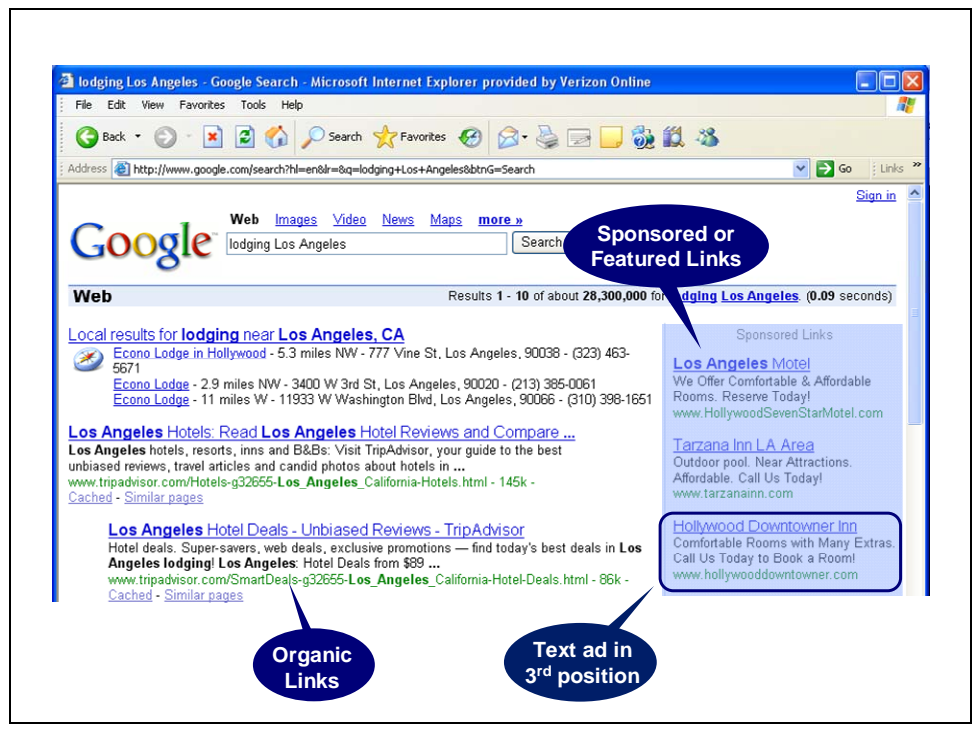 lodging Los Angeles - Google Search - Microsoft Internet Explorer provided by Verizon Online
File Edit View Favorites Tools Help
Back Search Favorites
Address http://www.google.com/search?hl=en&lr=&q=lodging+Los+Angeles&btnG=Search Go Links »
Sign in
Web Images Video News Maps more »
Google™
lodging Los Angeles Search
Sponsored or
Featured Links
Web Results 1 - 10 of about 28,300,000 for lodging Los Angeles. (0.09 seconds)
Local results for lodging near Los Angeles, CA
Econo Lodge in Hollywood - 5.3 miles NW - 777 Vine St, Los Angeles, 90038 - (323) 463-
5671
Econo Lodge - 2.9 miles NW - 3400 W 3rd St, Los Angeles, 90020 - (213) 385-0061
Econo Lodge - 11 miles W - 11933 W Washington Blvd, Los Angeles, 90066 - (310) 398-1651
Los Angeles Hotels: Read Los Angeles Hotel Reviews and Compare ...
Los Angeles hotels, resorts, inns and B&Bs: Visit TripAdvisor, your guide to the best
unbiased reviews, travel articles and candid photos about hotels in ...
www.tripadvisor.com/Hotels-g32655-Los_Angeles_California-Hotels.html - 145k -
Cached - Similar pages
Los Angeles Hotel Deals - Unbiased Reviews - TripAdvisor
Hotel deals. Super-savers, web deals, exclusive promotions — find today's best deals in Los
Angeles lodging! Los Angeles: Hotel Deals from $89 ...
www.tripadvisor.com/SmartDeals-g32655-Los_Angeles_California-Hotel-Deals.html - 86k -
Cached - Similar pages
Sponsored Links
Los Angeles Motel
We Offer Comfortable & Affordable
Rooms. Reserve Today!
www.HollywoodSevenStarMotel.com
Tarzana Inn LA Area
Outdoor pool. Near Attractions.
Affordable. Call Us Today!
www.tarzanainn.com
Hollywood Downtowner Inn
Comfortable Rooms with Many Extras.
Call Us Today to Book a Room!
www.hollywooddowntowner.com
Organic
Links
Text ad in
3rd position